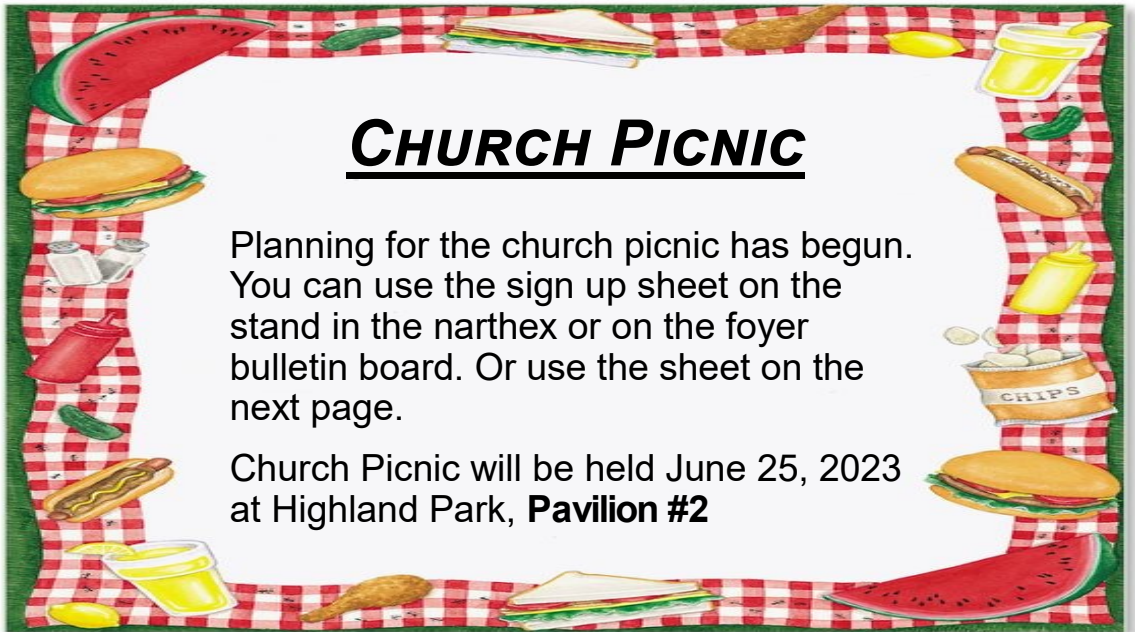 CHURCH PICNIC
Planning for the church picnic has begun.
You can use the sign up sheet on the
stand in the narthex or on the foyer
bulletin board. Or use the sheet on the
next page.
Church Picnic will be held June 25, 2023
at Highland Park, Pavilion #2
CHIPS